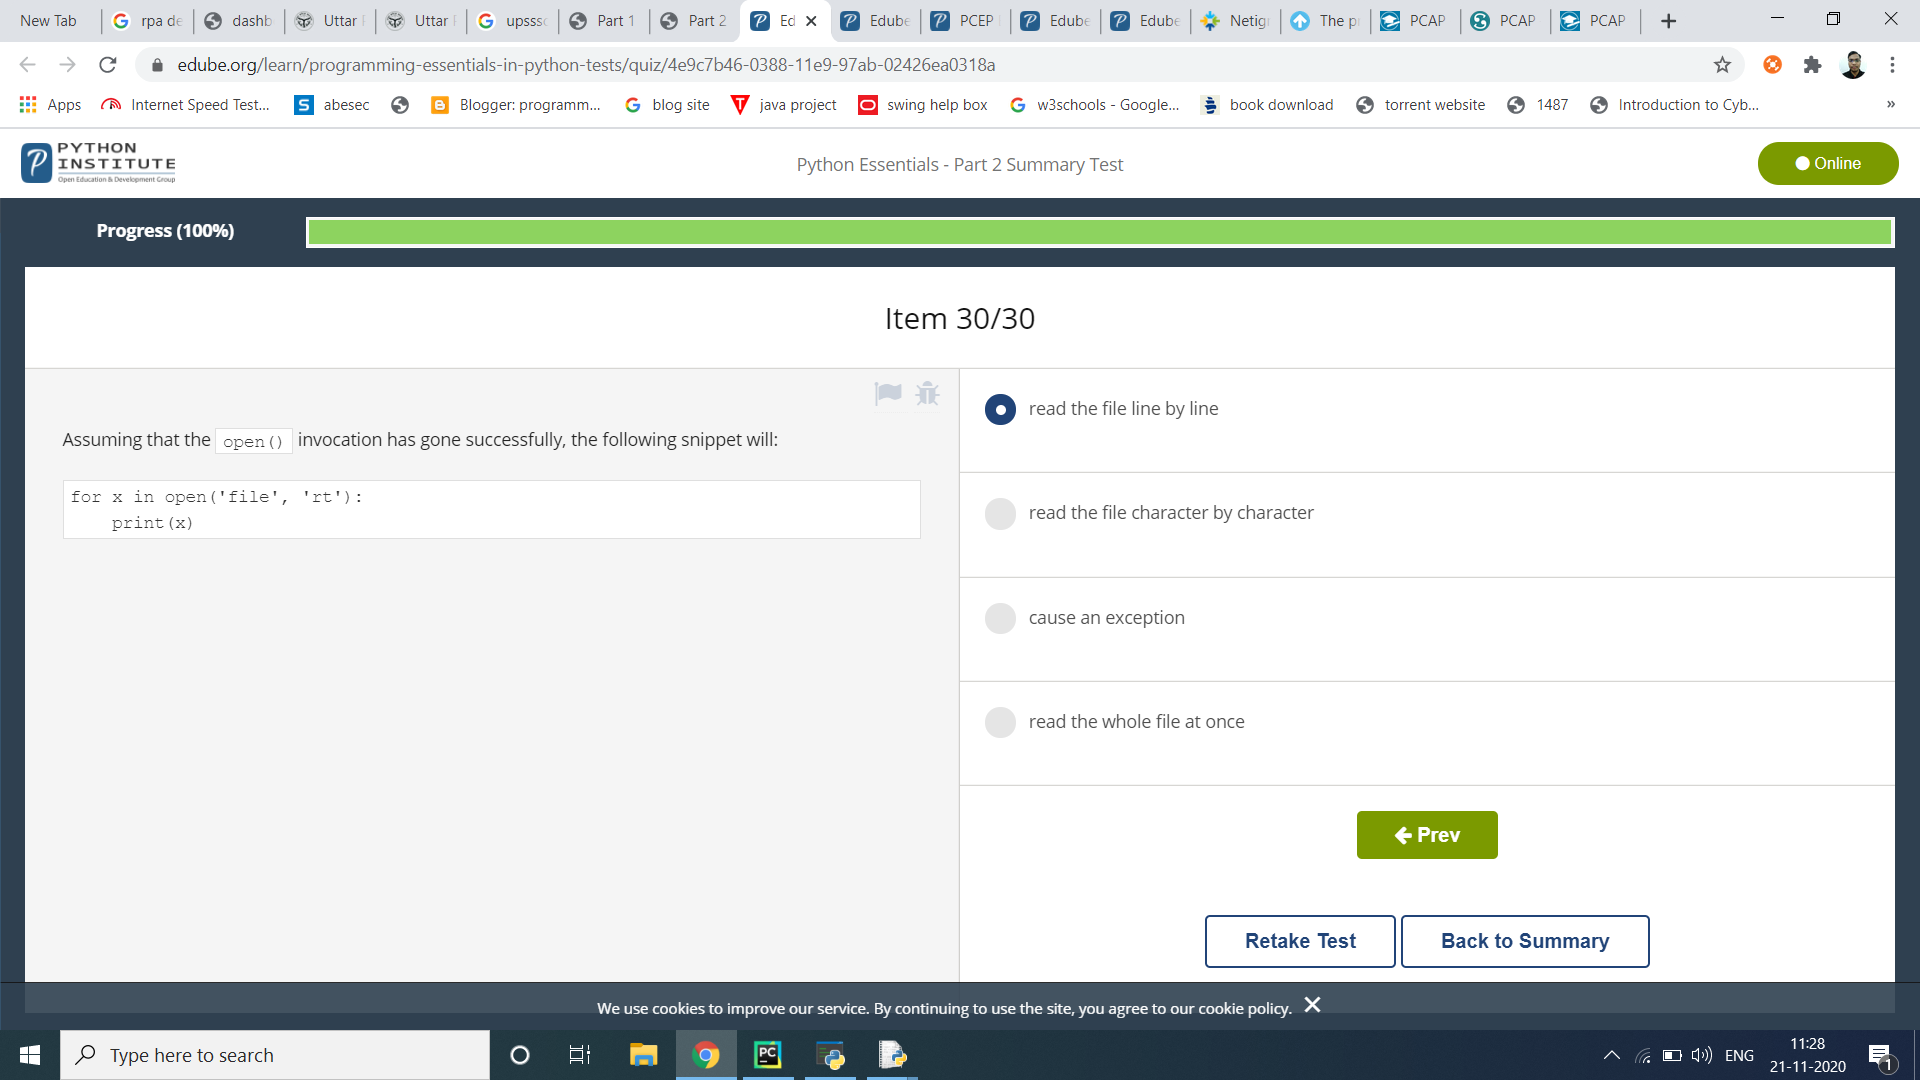 New Tab
rpa de
dashb
Uttar
Uttar
upsssc
Part 1
Part 2
Ed
Edube
PCEP
Edube
Edube
Netig
The p
PCAP
PCAP
PCAP
edube.org/learn/programming-essentials-in-python-tests/quiz/4e9c7b46-0388-11e9-97ab-02426ea0318a
Apps
Internet Speed Test...
abesec
Blogger: programm...
blog site
java project
swing help box
w3schools - Google...
book download
torrent website
1487
Introduction to Cyb...
»
PYTHON
INSTITUTE
Open Education & Development Group
Python Essentials - Part 2 Summary Test
Online
Progress (100%)
Item 30/30
Assuming that the open() invocation has gone successfully, the following snippet will:
for x in open('file', 'rt'):
print(x)
read the file line by line
read the file character by character
cause an exception
read the whole file at once
Prev
Retake Test
Back to Summary
We use cookies to improve our service. By continuing to use the site, you agree to our cookie policy.
Type here to search
PC
ENG
11:28
21-11-2020
1